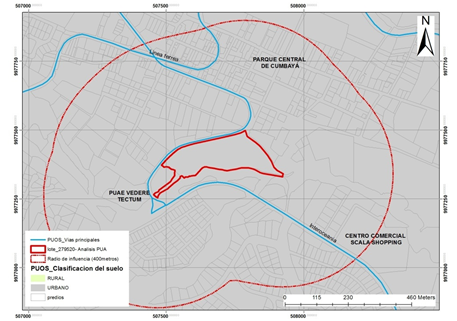 507000
507500
508000
N
Linea ferrea
PARQUE CENTRAL
DE CUMBAYÁ
9977750
9977750
9977500
9977500
PUAE VEDERE
TECTUM
9977250
9977250
Interoceanica
CENTRO COMERCIAL
SCALA SHOPPING
PUOS_Vias principales
lote_279520- Analisis PUA
Radio de influencia (400metros)
PUOS_Clasificacion del suelo
RURAL
URBANO
predios
9977000
9977000
0 115 230 460 Meters
507000
507500
508000